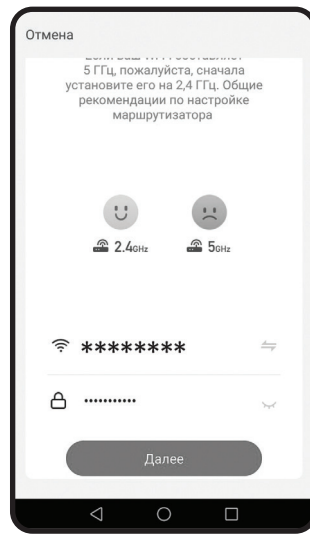 Отмена
5 ГГц, пожалуйста, сначала
установите его на 2,4 ГГц. Общие
рекомендации по настройке
маршрутизатора
2.4GHz
5GHz
********
•••••••••••
Далее